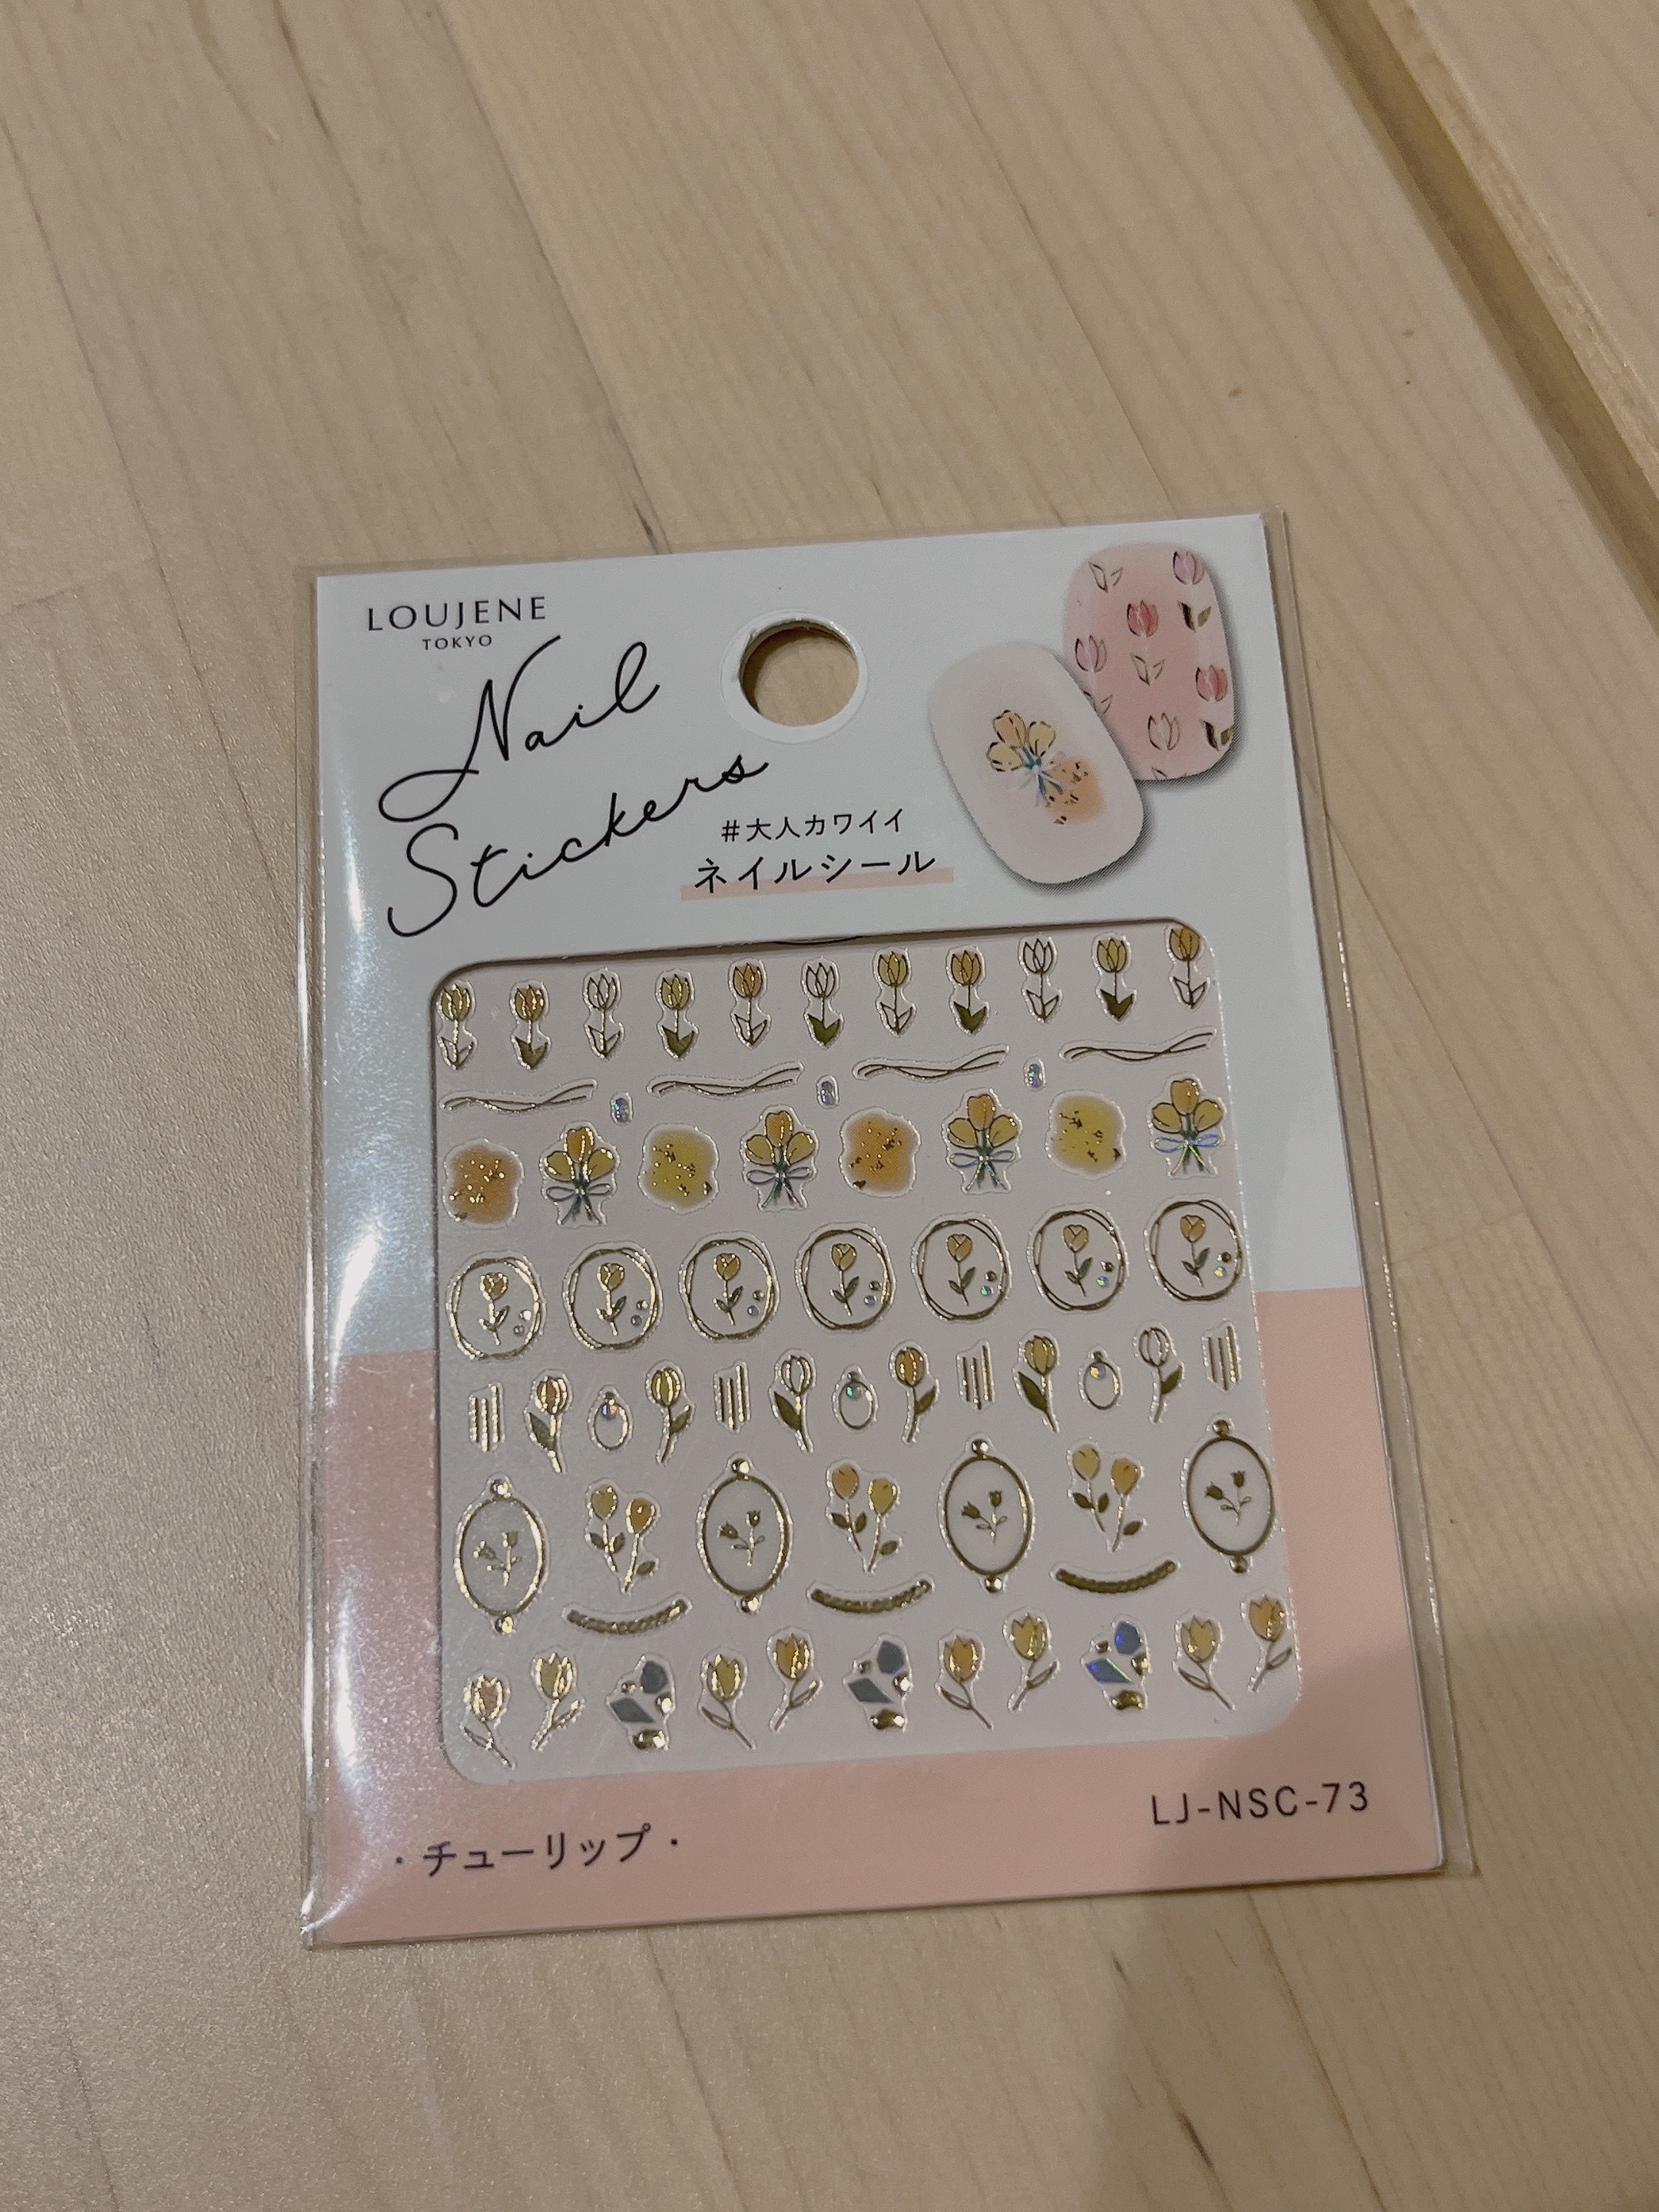 LOUJENE
TOKYO
Nail
Stickers
#大人カワイイ
ネイルシール
・チューリップ・
LJ-NSC-73